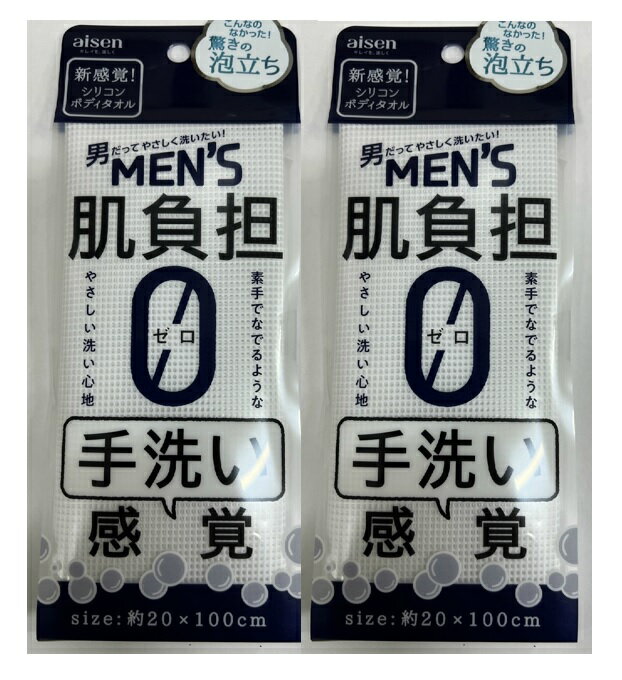 aisen
キレイを、楽しく
こんなの
なかった!
驚きの
泡立ち
新感覚!
シリコン
ボディタオル
男だって やさしく洗いたい!
MEN'S
肌負担
0
ゼロ
素手でなでるような
やさしい洗い心地
手洗い
感覚
size:約20×100cm
aisen
キレイを、楽しく
こんなの
なかった!
驚きの
泡立ち
新感覚!
シリコン
ボディタオル
男だって やさしく洗いたい!
MEN'S
肌負担
0
ゼロ
素手でなでるような
やさしい洗い心地
手洗い
感覚
size:約20×100cm